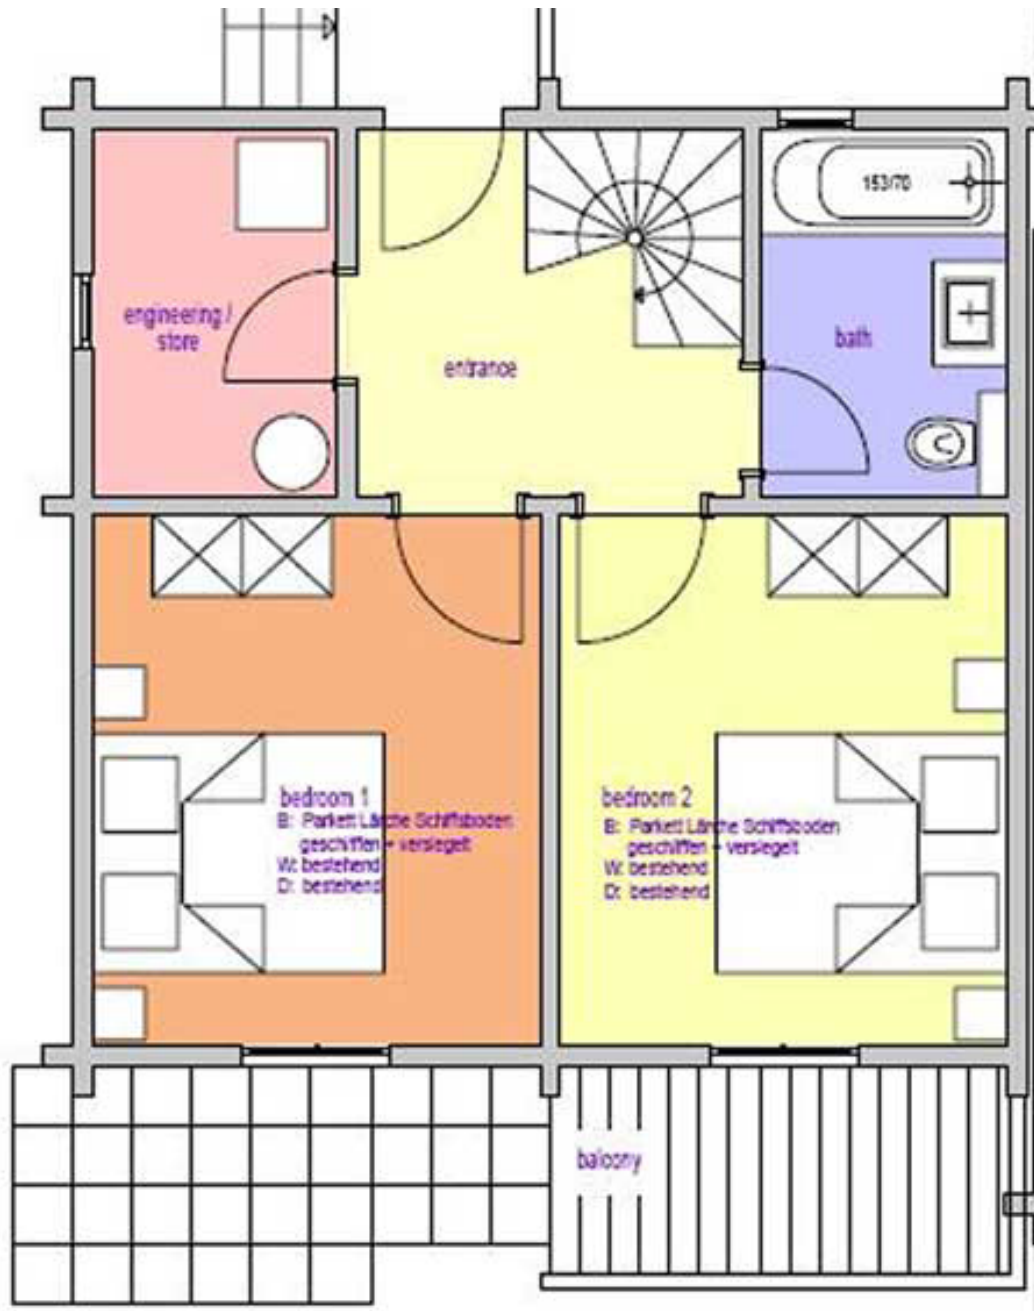 153/70
engineering /
store
entrance
bath
bedroom 1
B: Parkett Lärche Schiffsboden
geschliffen + versiegelt
W: bestehend
D: bestehend
bedroom 2
B: Parkett Lärche Schiffsboden
geschliffen + versiegelt
W: bestehend
D: bestehend
balcony